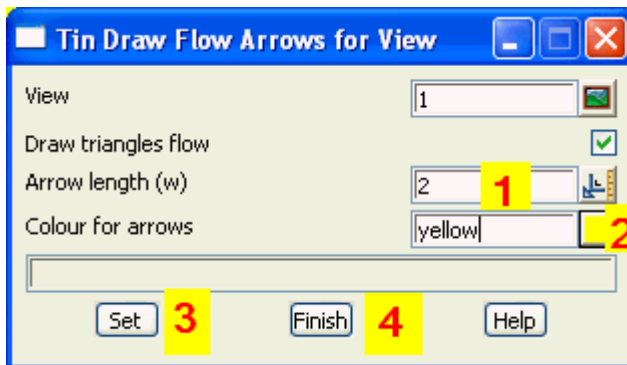 Tin Draw Flow Arrows for View
View 1
Draw triangles flow
Arrow length (w) 2 1
Colour for arrows yellow 2
Set 3 Finish 4 Help